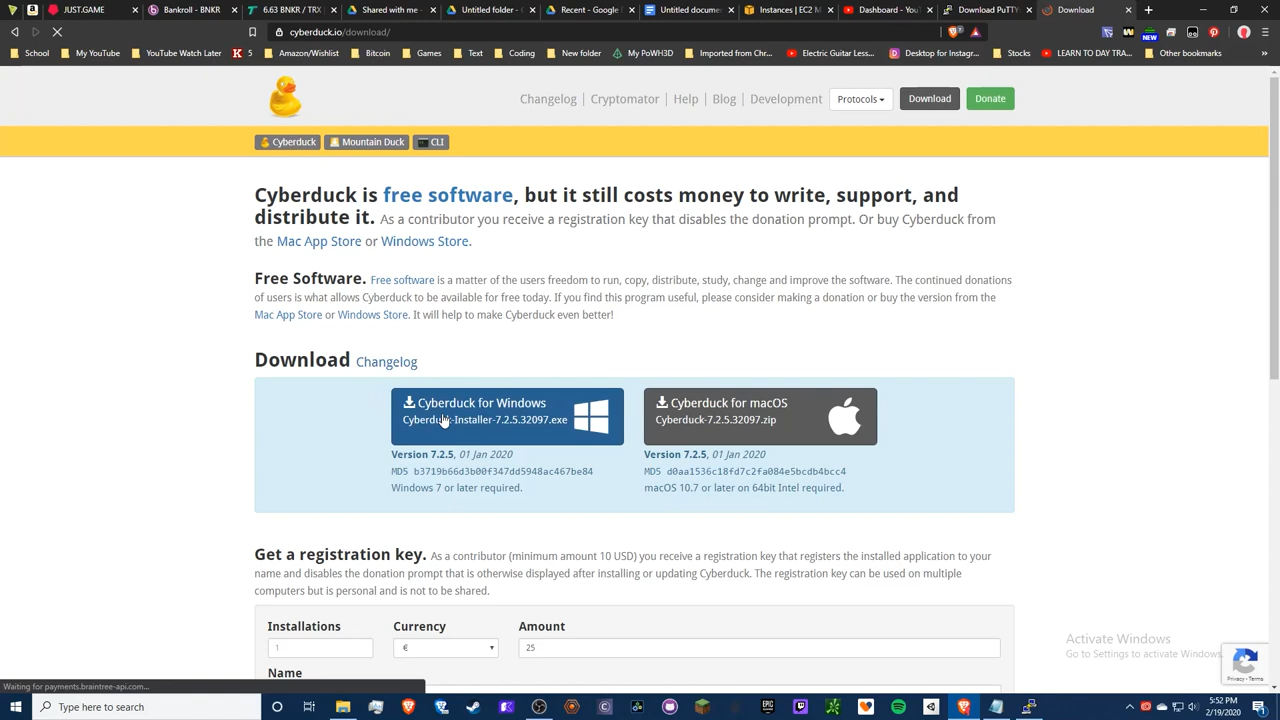 JUST.GAME
Bankroll - BNKR
6.63 BNKR / TRX
Shared with me -
Untitled folder -
Recent - Google
Untitled docume
Instances | EC2 M
Dashboard - You
Download PuTTY:
Download
cyberduck.io/download/
School
My YouTube
YouTube Watch Later
5
Amazon/Wishlist
Bitcoin
Games
Text
Coding
New folder
My PoWH3D
Imported from Chr...
Electric Guitar Less...
Desktop for Instagr...
Stocks
LEARN TO DAY TRA...
Other bookmarks
NEW
Changelog
Cryptomator
Help
Blog
Development
Protocols
Download
Donate
Cyberduck
Mountain Duck
CLI
Cyberduck is free software, but it still costs money to write, support, and
distribute it. As a contributor you receive a registration key that disables the donation prompt. Or buy Cyberduck from
the Mac App Store or Windows Store.
Free Software. Free software is a matter of the users freedom to run, copy, distribute, study, change and improve the software. The continued donations
of users is what allows Cyberduck to be available for free today. If you find this program useful, please consider making a donation or buy the version from the
Mac App Store or Windows Store. It will help to make Cyberduck even better!
Download Changelog
Cyberduck for Windows
Cyberduck-Installer-7.2.5.32097.exe
Version 7.2.5, 01 Jan 2020
MD5 b3719b66d3b00f347dd5948ac467be84
Windows 7 or later required.
Cyberduck for macOS
Cyberduck-7.2.5.32097.zip
Version 7.2.5, 01 Jan 2020
MD5 d0aa1536c18fd7c2fa084e5bcdb4bcc4
macOS 10.7 or later on 64bit Intel required.
Get a registration key. As a contributor (minimum amount 10 USD) you receive a registration key that registers the installed application to your
name and disables the donation prompt that is otherwise displayed after installing or updating Cyberduck. The registration key can be used on multiple
computers but is personal and is not to be shared.
Installations
Currency
Amount
1
€
25
Name
Activate Windows
Go to Settings to activate Windows.
Privacy - Terms
Waiting for payments.braintree-api.com...
Type here to search
5:52 PM
2/19/2020